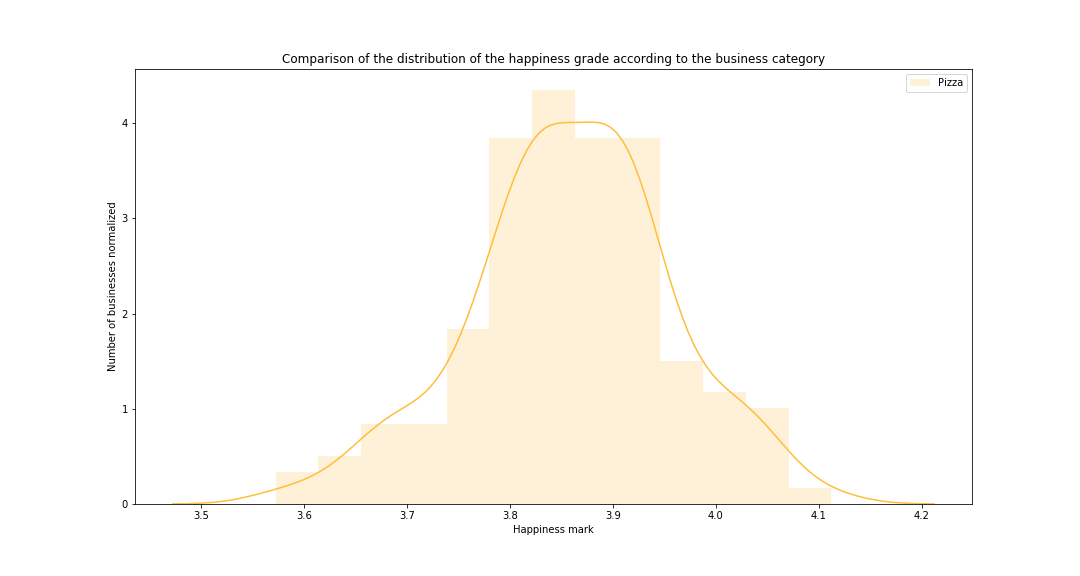 Comparison of the distribution of the happiness grade according to the business category
Pizza
4
3
2
1
0
Number of businesses normalized
3.5 3.6 3.7 3.8 3.9 4.0 4.1 4.2
Happiness mark